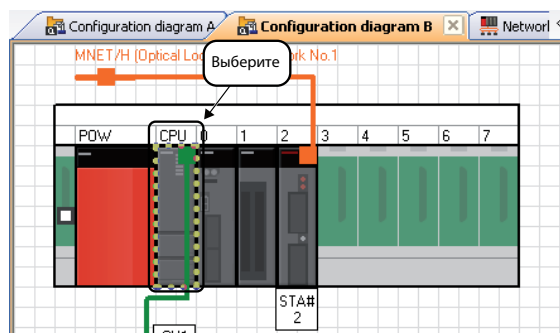 Configuration diagram A
Configuration diagram B
Network
MNET/H (Optical Lo
rk No.1
Выберите
POW
CPU
0
1
2
3
4
5
6
7
STA#
2